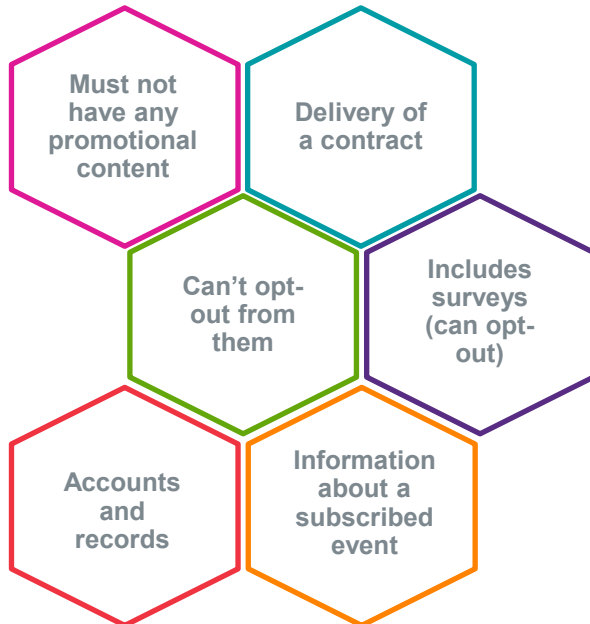 Must not
have any
promotional
content
Delivery of
a contract
Can’t opt-
out from
them
Includes
surveys
(can opt-
out)
Accounts
and
records
Information
about a
subscribed
event